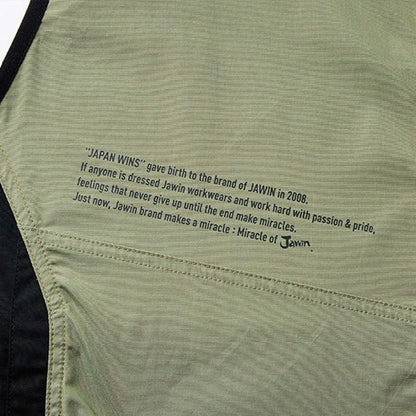 "JAPAN WINS" gave birth to the brand of JAWIN in 2008.
If anyone is dressed Jawin workwears and work hard with passion & pride,
feelings that never give up until the end make miracles.
Just now, Jawin brand makes a miracle : Miracle of Jawin